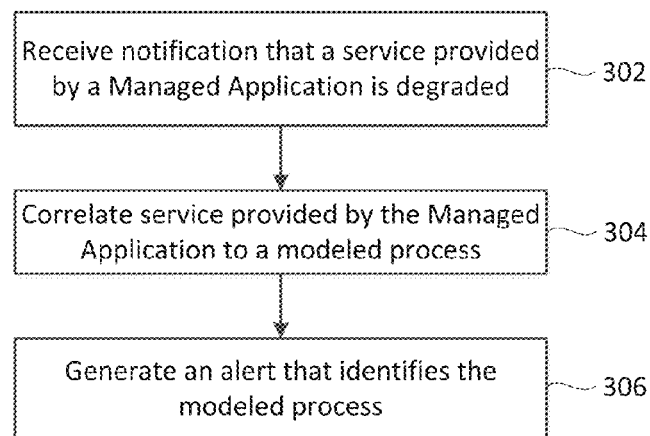 Receive notification that a service provided
by a Managed Application is degraded
302
Correlate service provided by the Managed
Application to a modeled process
304
Generate an alert that identifies the
modeled process
306